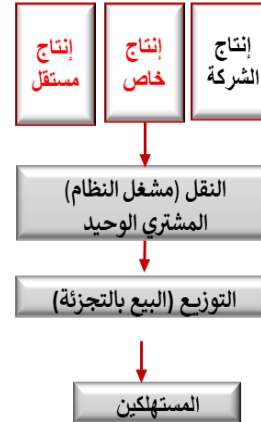 إنتاج
الشركة
إنتاج
خاص
إنتاج
مستقل
النقل (مشغل النظام)
المشتري الوحيد
التوزيع (البيع بالتجزئة)
المستهلكين